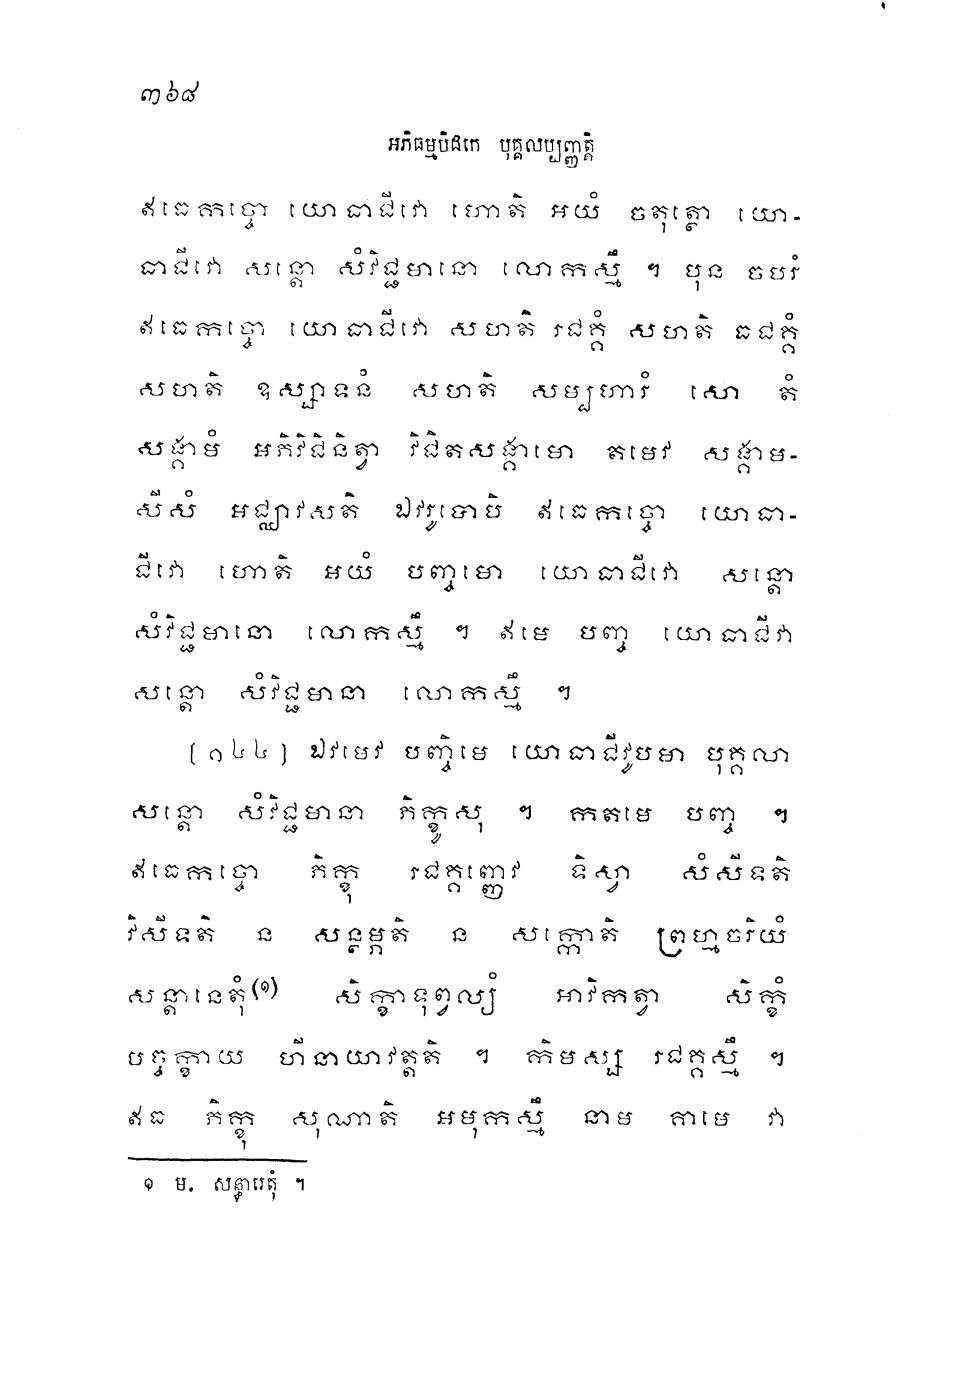 ៣៦៨
អភិធម្មបិដកេ បុគ្គលប្បញ្ញត្តិ
ឥធេកច្ចោ យោធាជីវោ ហោតិ អយំ ចតុត្ថោ យោ-
ធាជីវោ សន្តោ សំវិជ្ជមានោ លោកស្មឹ ។ បុន ចបរំ
ឥធេកច្ចោ យោធាជីវោ សហតិ រជគ្គំ សហតិ ធជគ្គំ
សហតិ ឧស្សាទនំ សហតិ សម្បហារំ សោ តំ
សង្គាមំ អភិវិជិនិត្វា វិជិតសង្គាមោ តមេវ សង្គាម-
សីសំ អជ្ឈាវសតិ ឯវរូបោបិ ឥធេកច្ចោ យោធា-
ជីវោ ហោតិ អយំ បញ្ចមោ យោធាជីវោ សន្តោ
សំវិជ្ជមានោ លោកស្មឹ ។ ឥមេ បញ្ច យោធាជីវា
សន្តោ សំវិជ្ជមានា លោកស្មឹ ។
(១៤៤) ឯវមេវ បញ្ចិមេ យោធាជីវូបមា បុគ្គលា
សន្តោ សំវិជ្ជមានា ភិក្ខូសុ ។ កតមេ បញ្ច ។
ឥធេកច្ចោ ភិក្ខុ រជគ្គញ្ញេវ ទិស្វា សំសីទតិ
វិសីទតិ ន សន្ថម្ភតិ ន សក្កោតិ ព្រហ្មចរិយំ
សន្តានេតុំ(១) សិក្ខាទុព្វល្យំ អាវិកត្វា សិក្ខំ
បច្ចក្ខាយ ហីនាយាវត្តតិ ។ កិមស្ស រជគ្គស្មឹ ។
ឥធ ភិក្ខុ សុណាតិ អមុកស្មឹ នាម គាមេ វា
១ ម. សន្ធារេតុំ ។